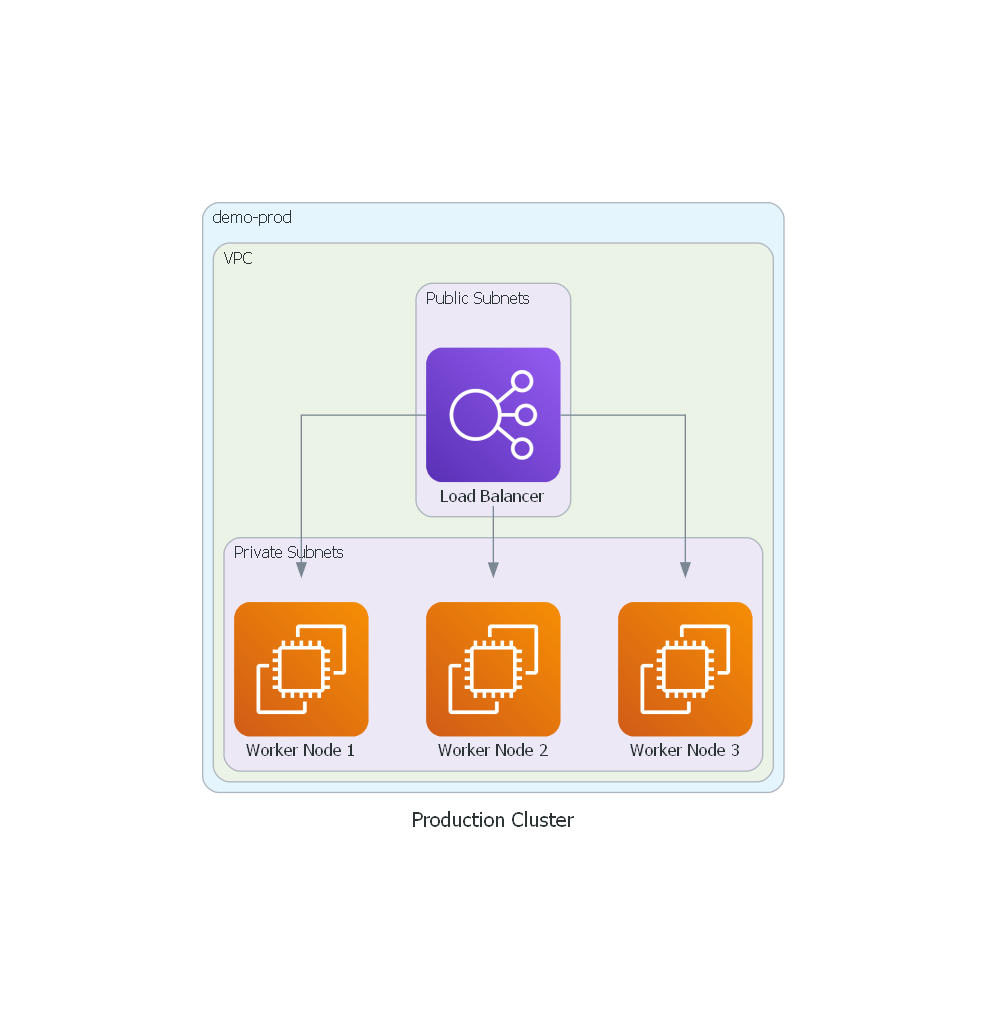 demo-prod
VPC
Public Subnets
Load Balancer
Private Subnets
Worker Node 1
Worker Node 2
Worker Node 3
Production Cluster